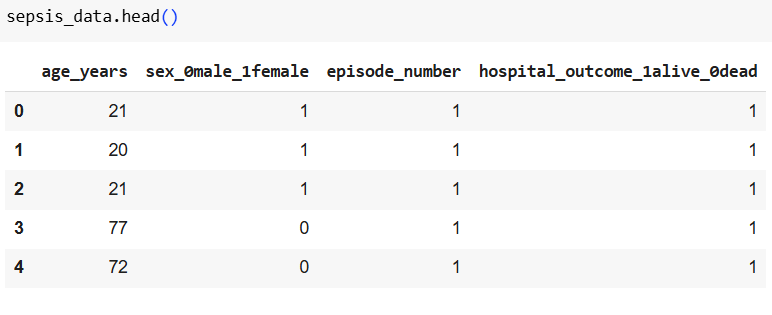 sepsis_data.head()
age_years sex_0male_1female episode_number hospital_outcome_1alive_0dead
0 21 1 1 1
1 20 1 1 1
2 21 1 1 1
3 77 0 1 1
4 72 0 1 1